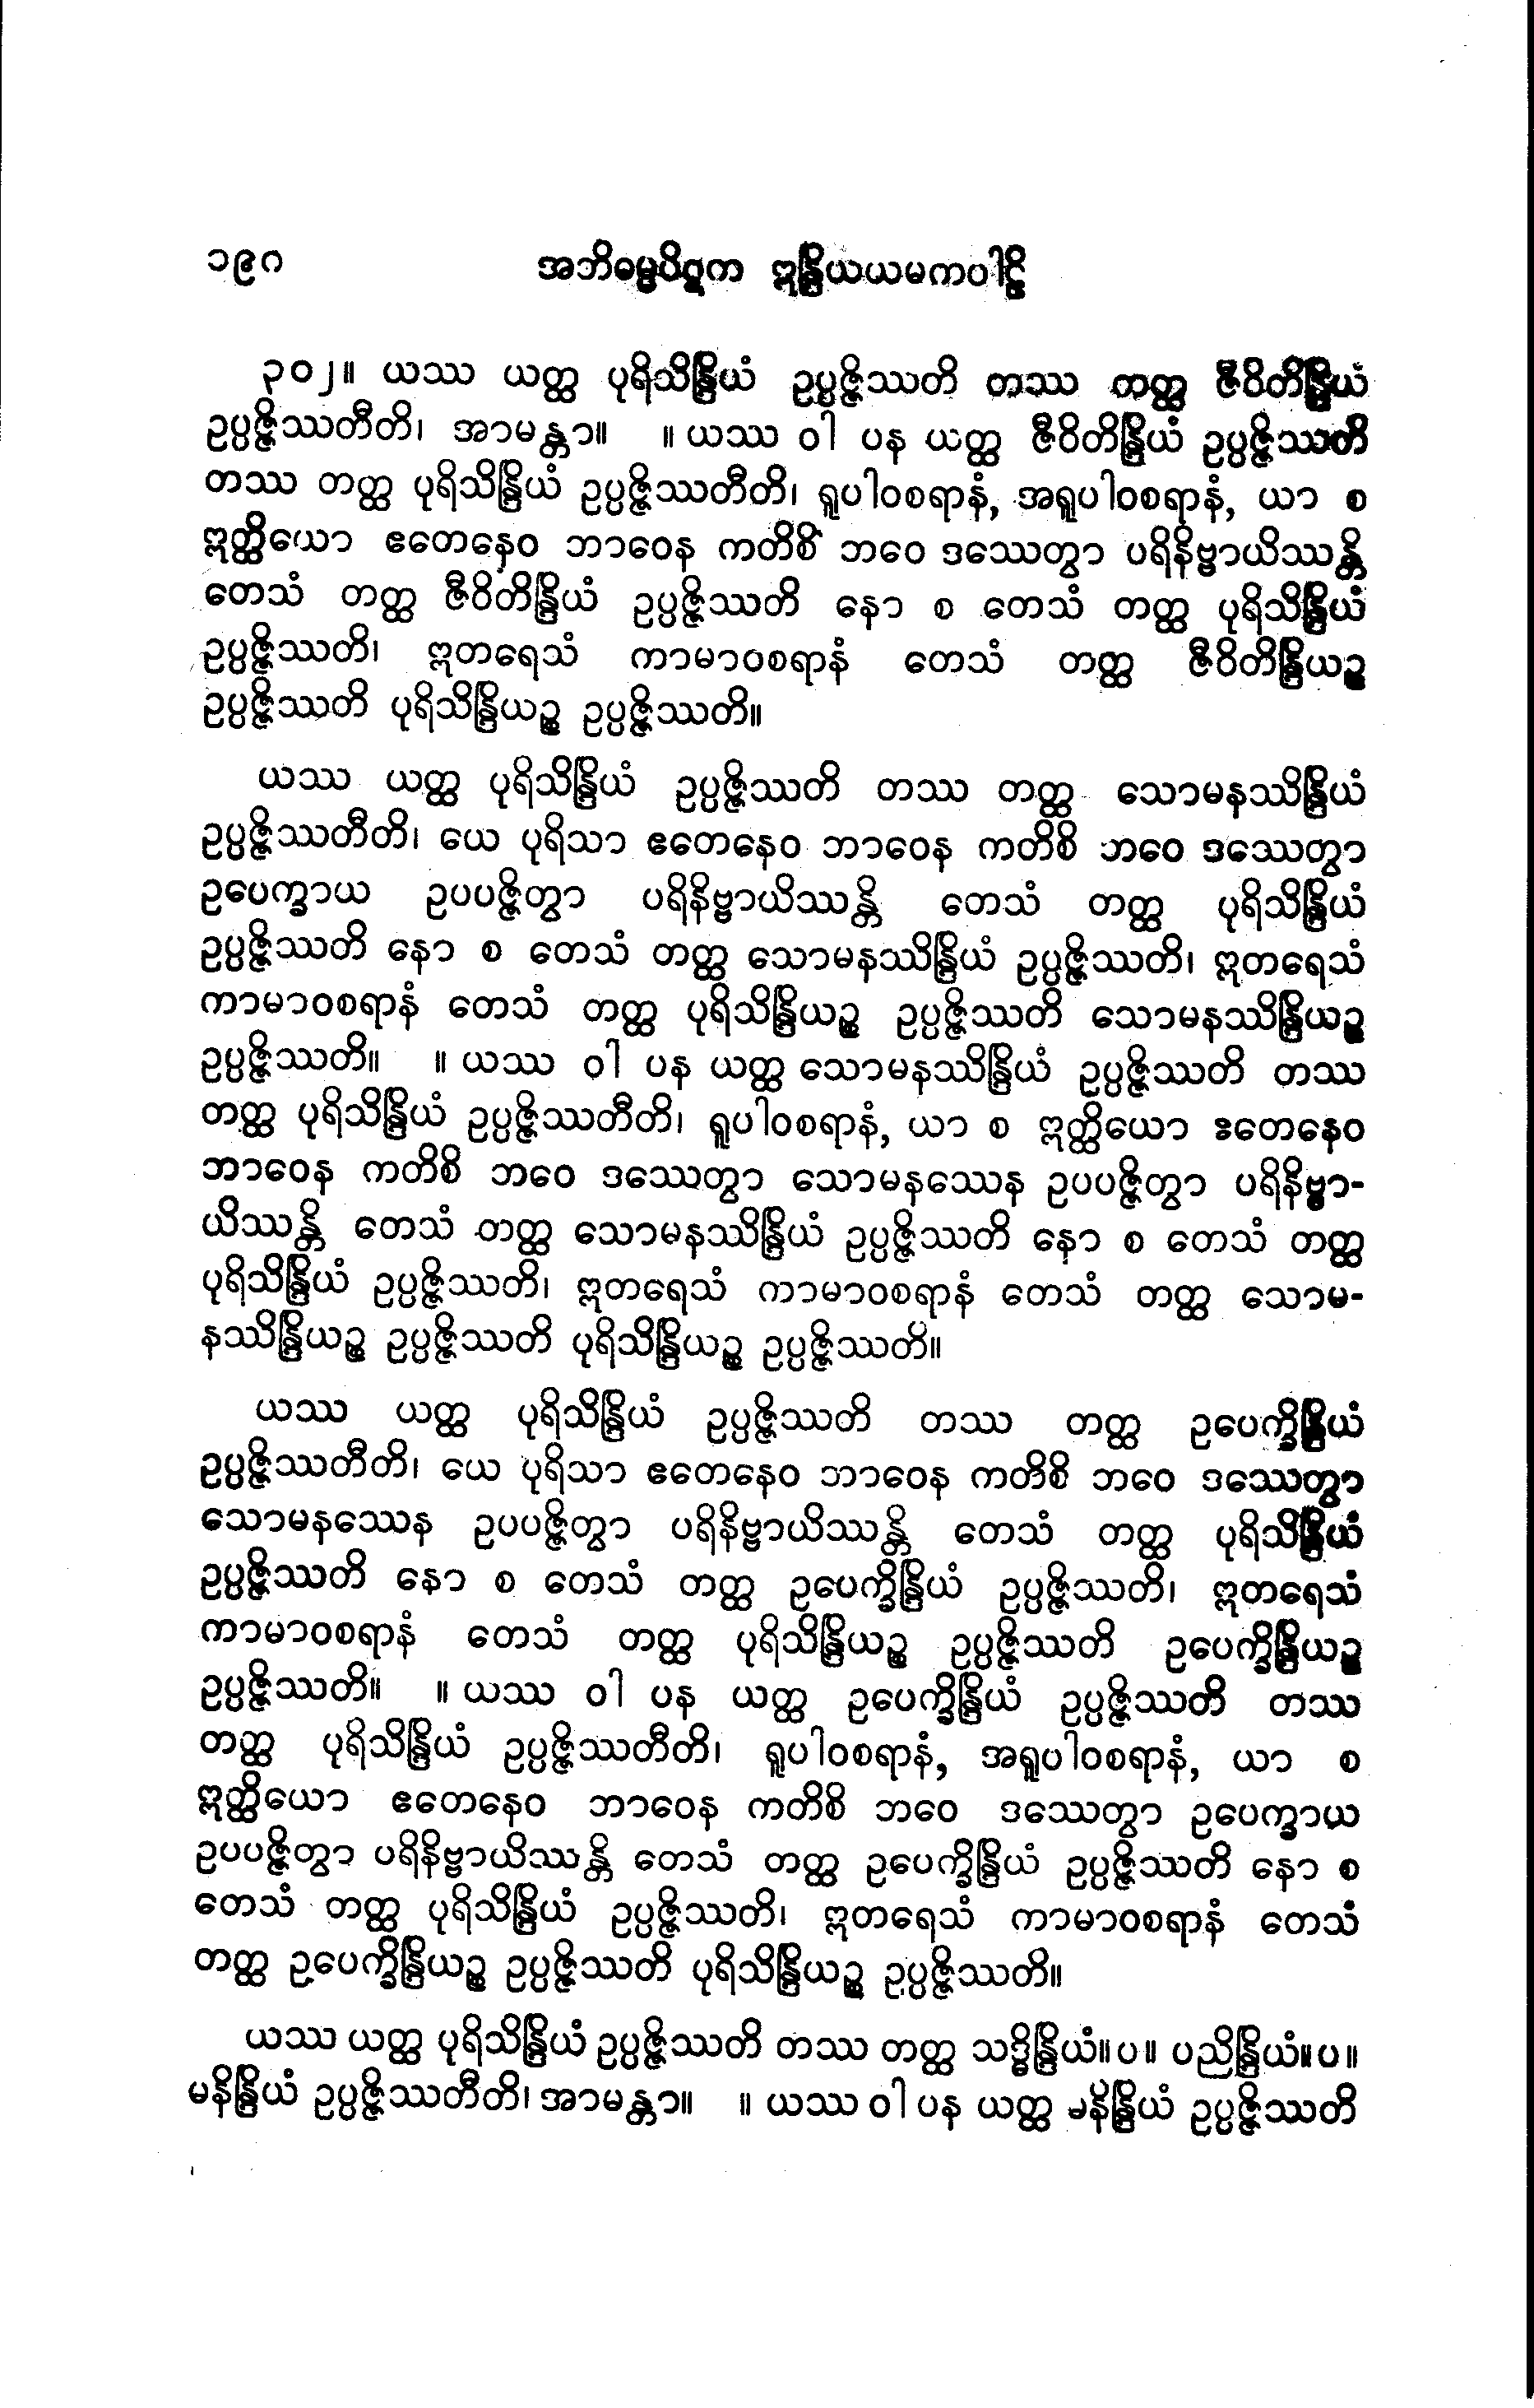 ၁၉ဂ အဘိဓမ္မပိဋက ဣန္ဒြိယယမကပါဠိ
၃၀၂။ ယဿ ယတ္ထ ပုရိသိန္ဒြိယံ ဥပ္ပဇ္ဇိဿတိ တဿ တတ္ထ ဇီဝိတိန္ဒြိယံ
ဥပ္ပဇ္ဇိဿတီတိ၊ အာမန္တာ။ ။ ယဿ ဝါ ပန ယတ္ထ ဇီဝိတိန္ဒြိယံ ဥပ္ပဇ္ဇိဿတိ
တဿ တတ္ထ ပုရိသိန္ဒြိယံ ဥပ္ပဇ္ဇိဿတီတိ၊ ရူပါဝစရာနံ, အရူပါဝစရာနံ, ယာ စ
ဣတ္ထိယော ဧတေနေဝ ဘာဝေန ကတိစိ ဘဝေ ဒဿေတွာ ပရိနိဗ္ဗာယိဿန္တိ
တေသံ တတ္ထ ဇီဝိတိန္ဒြိယံ ဥပ္ပဇ္ဇိဿတိ နော စ တေသံ တတ္ထ ပုရိသိန္ဒြိယံ
ဥပ္ပဇ္ဇိဿတိ၊ ဣတရေသံ ကာမာဝစရာနံ တေသံ တတ္ထ ဇီဝိတိန္ဒြိယဉ္စ
ဥပ္ပဇ္ဇိဿတိ ပုရိသိန္ဒြိယဉ္စ ဥပ္ပဇ္ဇိဿတိ။
ယဿ ယတ္ထ ပုရိသိန္ဒြိယံ ဥပ္ပဇ္ဇိဿတိ တဿ တတ္ထ သောမနဿိန္ဒြိယံ
ဥပ္ပဇ္ဇိဿတီတိ၊ ယေ ပုရိသာ ဧတေနေဝ ဘာဝေန ကတိစိ ဘဝေ ဒဿေတွာ
ဥပေက္ခာယ ဥပပဇ္ဇိတွာ ပရိနိဗ္ဗာယိဿန္တိ တေသံ တတ္ထ ပုရိသိန္ဒြိယံ
ဥပ္ပဇ္ဇိဿတိ နော စ တေသံ တတ္ထ သောမနဿိန္ဒြိယံ ဥပ္ပဇ္ဇိဿတိ၊ ဣတရေသံ
ကာမာဝစရာနံ တေသံ တတ္ထ ပုရိသိန္ဒြိယဉ္စ ဥပ္ပဇ္ဇိဿတိ သောမနဿိန္ဒြိယဉ္စ
ဥပ္ပဇ္ဇိဿတိ။ ။ ယဿ ဝါ ပန ယတ္ထ သောမနဿိန္ဒြိယံ ဥပ္ပဇ္ဇိဿတိ တဿ
တတ္ထ ပုရိသိန္ဒြိယံ ဥပ္ပဇ္ဇိဿတီတိ၊ ရူပါဝစရာနံ, ယာ စ ဣတ္ထိယော ဧတေနေဝ
ဘာဝေန ကတိစိ ဘဝေ ဒဿေတွာ သောမနဿေန ဥပပဇ္ဇိတွာ ပရိနိဗ္ဗာ-
ယိဿန္တိ တေသံ တတ္ထ သောမနဿိန္ဒြိယံ ဥပ္ပဇ္ဇိဿတိ နော စ တေသံ တတ္ထ
ပုရိသိန္ဒြိယံ ဥပ္ပဇ္ဇိဿတိ၊ ဣတရေသံ ကာမာဝစရာနံ တေသံ တတ္ထ သောမ-
နဿိန္ဒြိယဉ္စ ဥပ္ပဇ္ဇိဿတိ ပုရိသိန္ဒြိယဉ္စ ဥပ္ပဇ္ဇိဿတိ။
ယဿ ယတ္ထ ပုရိသိန္ဒြိယံ ဥပ္ပဇ္ဇိဿတိ တဿ တတ္ထ ဥပေက္ခိန္ဒြိယံ
ဥပ္ပဇ္ဇိဿတီတိ၊ ယေ ပုရိသာ ဧတေနေဝ ဘာဝေန ကတိစိ ဘဝေ ဒဿေတွာ
သောမနဿေန ဥပပဇ္ဇိတွာ ပရိနိဗ္ဗာယိဿန္တိ တေသံ တတ္ထ ပုရိသိန္ဒြိယံ
ဥပ္ပဇ္ဇိဿတိ နော စ တေသံ တတ္ထ ဥပေက္ခိန္ဒြိယံ ဥပ္ပဇ္ဇိဿတိ၊ ဣတရေသံ
ကာမာဝစရာနံ တေသံ တတ္ထ ပုရိသိန္ဒြိယဉ္စ ဥပ္ပဇ္ဇိဿတိ ဥပေက္ခိန္ဒြိယဉ္စ
ဥပ္ပဇ္ဇိဿတိ။ ။ ယဿ ဝါ ပန ယတ္ထ ဥပေက္ခိန္ဒြိယံ ဥပ္ပဇ္ဇိဿတိ တဿ
တတ္ထ ပုရိသိန္ဒြိယံ ဥပ္ပဇ္ဇိဿတီတိ၊ ရူပါဝစရာနံ, အရူပါဝစရာနံ, ယာ စ
ဣတ္ထိယော ဧတေနေဝ ဘာဝေန ကတိစိ ဘဝေ ဒဿေတွာ ဥပေက္ခာယ
ဥပပဇ္ဇိတွာ ပရိနိဗ္ဗာယိဿန္တိ တေသံ တတ္ထ ဥပေက္ခိန္ဒြိယံ ဥပ္ပဇ္ဇိဿတိ နော စ
တေသံ တတ္ထ ပုရိသိန္ဒြိယံ ဥပ္ပဇ္ဇိဿတိ၊ ဣတရေသံ ကာမာဝစရာနံ တေသံ
တတ္ထ ဥပေက္ခိန္ဒြိယဉ္စ ဥပ္ပဇ္ဇိဿတိ ပုရိသိန္ဒြိယဉ္စ ဥပ္ပဇ္ဇိဿတိ။
ယဿ ယတ္ထ ပုရိသိန္ဒြိယံ ဥပ္ပဇ္ဇိဿတိ တဿ တတ္ထ သဒ္ဓိန္ဒြိယံ။ပ။ ပညိန္ဒြိယံ။ပ။
မနိန္ဒြိယံ ဥပ္ပဇ္ဇိဿတီတိ၊ အာမန္တာ။ ။ ယဿ ဝါ ပန ယတ္ထ မနိန္ဒြိယံ ဥပ္ပဇ္ဇိဿတိ